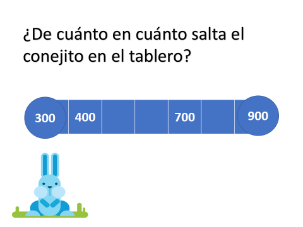 ¿De cuánto en cuánto salta el
conejito en el tablero?
300 400 700 900